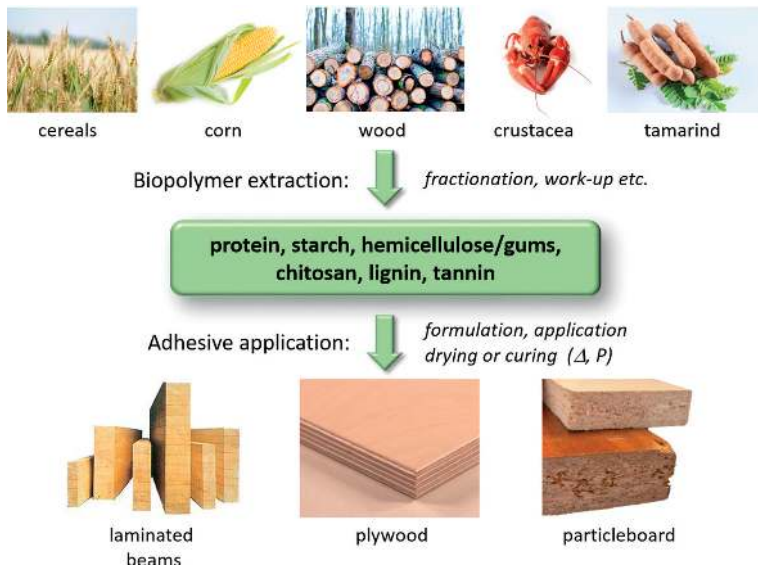 cereals
corn
wood
crustacea
tamarind
Biopolymer extraction:
fractionation, work-up etc.
protein, starch, hemicellulose/gums,
chitosan, lignin, tannin
Adhesive application:
formulation, application
drying or curing (Δ, P)
laminated
beams
plywood
particleboard